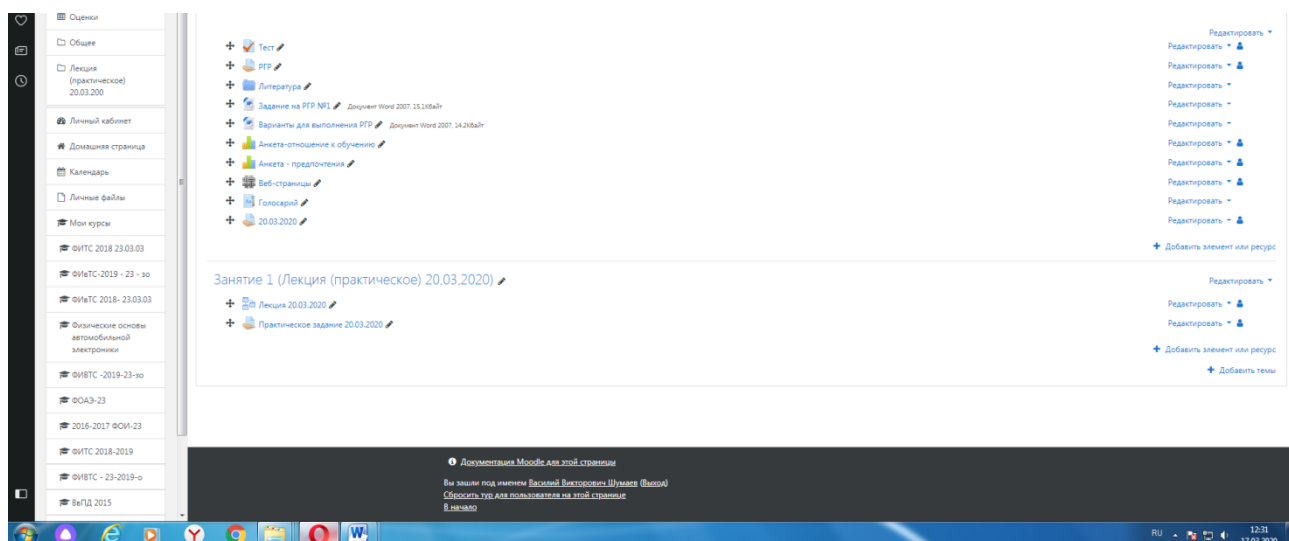 Оценки
Общее
Лекция
(практическое)
20.03.200
Личный кабинет
Домашняя страница
Календарь
Личные файлы
Мои курсы
ФИТС 2018 23.03.03
ФИвТС-2019 - 23 - зо
ФИвТС 2018- 23.03.03
Физические основы
автомобильной
электроники
ФИВТС -2019-23-зо
ФОАЭ-23
2016-2017 ФОИ-23
ФИТС 2018-2019
ФИВТС - 23-2019-о
ВвПД 2015
Редактировать
Тест Редактировать
РГР Редактировать
Литература Редактировать
Задание на РГР №1 Документ Word 2007, 15.1Кбайт Редактировать
Варианты для выполнения РГР Документ Word 2007, 14.2Кбайт Редактировать
Анкета-отношение к обучению Редактировать
Анкета - предпочтения Редактировать
Веб-страницы Редактировать
Голосарий Редактировать
20.03.2020 Редактировать
Добавить элемент или ресурс
Занятие 1 (Лекция (практическое) 20.03.2020) Редактировать
Лекция 20.03.2020 Редактировать
Практическое задание 20.03.2020 Редактировать
Добавить элемент или ресурс
Добавить темы
Документация Moodle для этой страницы
Вы зашли под именем Василий Викторович Шумаев (Выход)
Сбросить тур для пользователя на этой странице
В начало
RU 12:31
17.03.2020